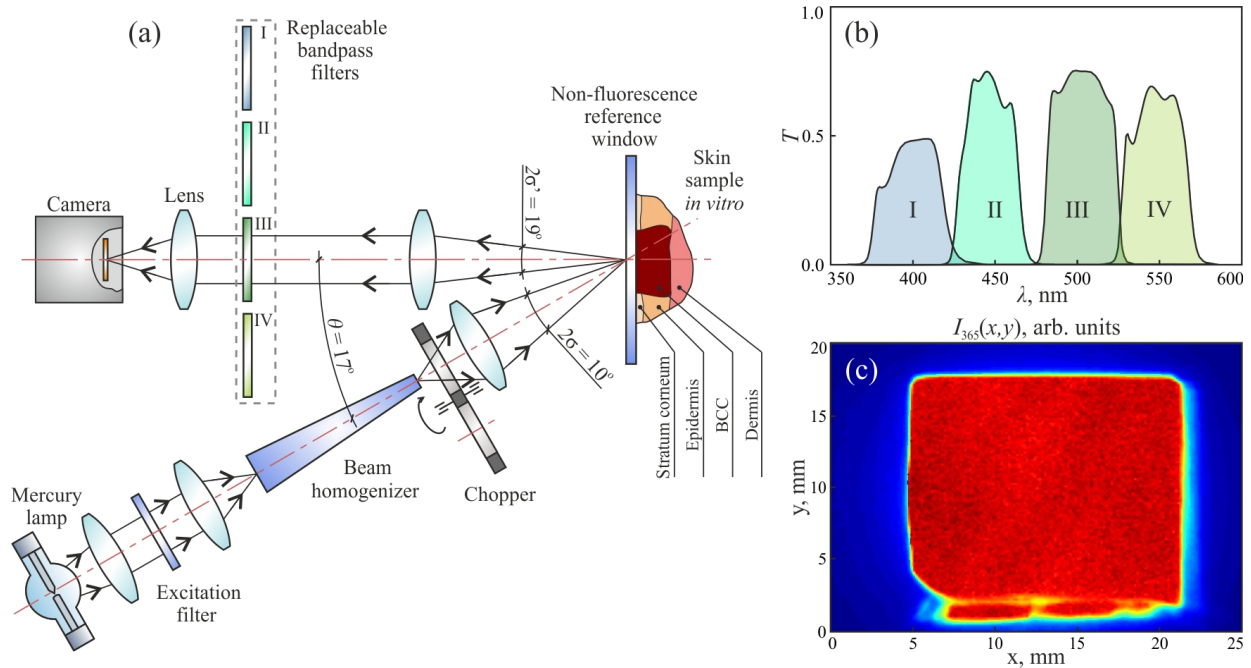 (a)
I
Replaceable
bandpass
filters
II
III
IV
Camera
Lens
Non-fluorescence
reference
window
Skin
sample
in vitro
2σ' = 19°
2σ = 10°
θ = 17°
Stratum corneum
Epidermis
BCC
Dermis
Beam
homogenizer
Chopper
Mercury
lamp
Excitation
filter
(b)
1.0
0.5
0.0
T
I
II
III
IV
350
400
450
500
550
600
λ, nm
I365(x,y), arb. units
(c)
20
15
10
5
0
y, mm
0
5
10
15
20
25
x, mm